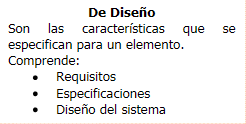 De Diseño
Son las características que se
especifican para un elemento.
Comprende:
• Requisitos
• Especificaciones
• Diseño del sistema